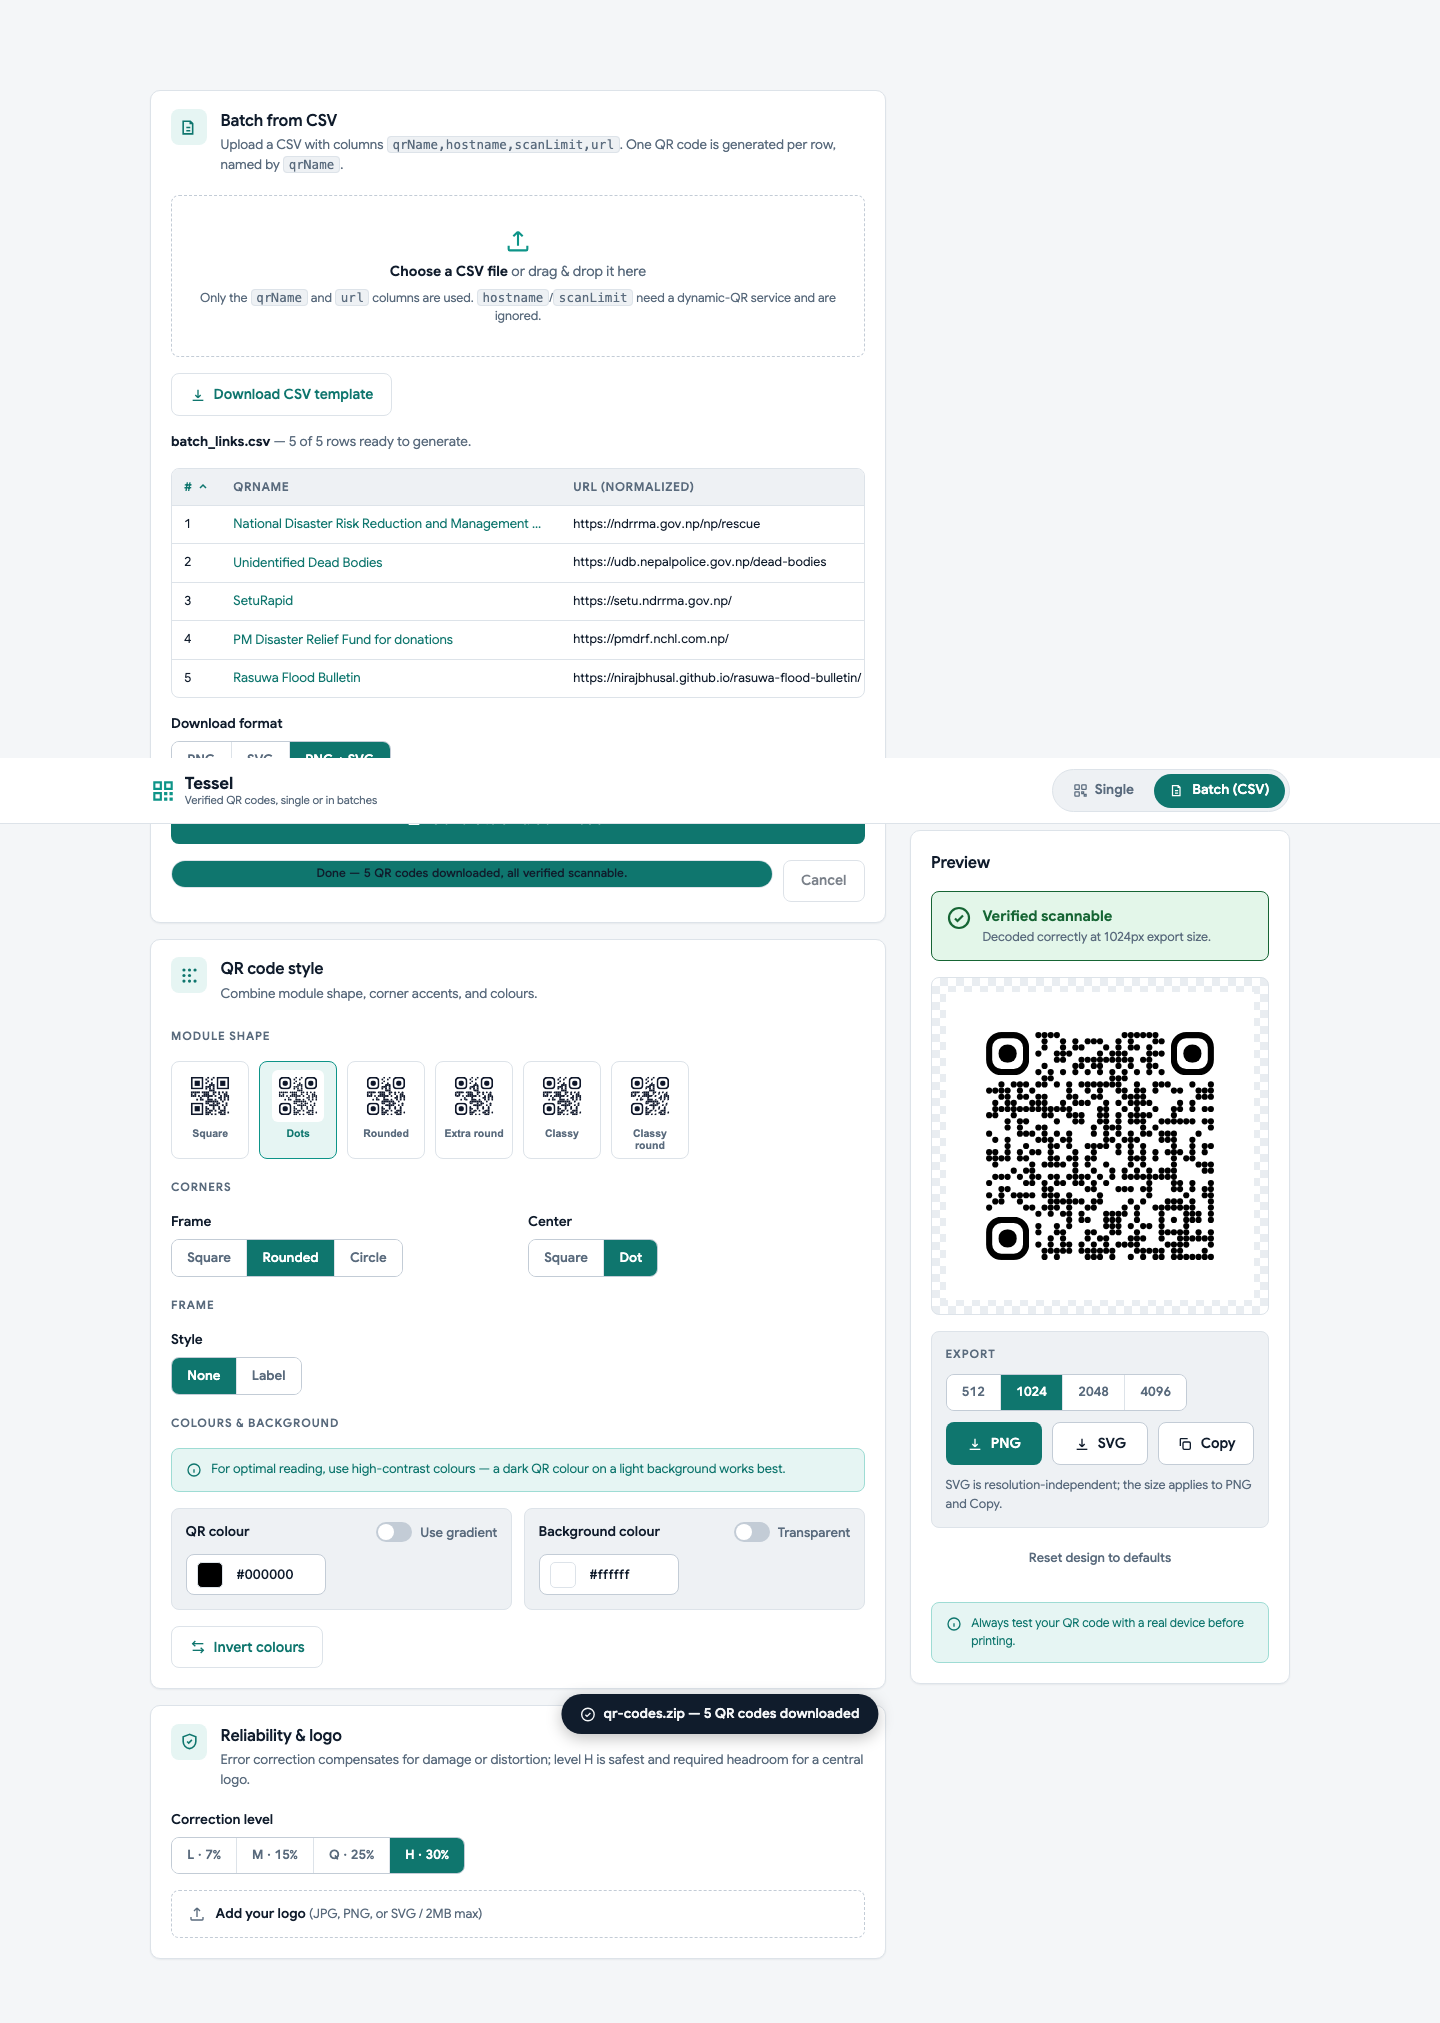 Batch from CSV
Upload a CSV with columns qrName,hostname,scanLimit,url. One QR code is generated per row,
named by qrName.
Choose a CSV file or drag & drop it here
Only the qrName and url columns are used. hostname/scanLimit need a dynamic-QR service and are
ignored.
Download CSV template
batch_links.csv — 5 of 5 rows ready to generate.
# QRNAME URL (NORMALIZED)
1 National Disaster Risk Reduction and Management ... https://ndrrma.gov.np/np/rescue
2 Unidentified Dead Bodies https://udb.nepalpolice.gov.np/dead-bodies
3 SetuRapid https://setu.ndrrma.gov.np/
4 PM Disaster Relief Fund for donations https://pmdrf.nchl.com.np/
5 Rasuwa Flood Bulletin https://nirajbhusal.github.io/rasuwa-flood-bulletin/
Download format
PNG SVG PNG + SVG
Tessel
Verified QR codes, single or in batches
Single Batch (CSV)
Done — 5 QR codes downloaded, all verified scannable.
Cancel
QR code style
Combine module shape, corner accents, and colours.
MODULE SHAPE
Square Dots Rounded Extra round Classy Classy
round
CORNERS
Frame Center
Square Rounded Circle Square Dot
FRAME
Style
None Label
COLOURS & BACKGROUND
For optimal reading, use high-contrast colours — a dark QR colour on a light background works best.
QR colour Use gradient Background colour Transparent
#000000 #ffffff
Invert colours
Reliability & logo
Error correction compensates for damage or distortion; level H is safest and required headroom for a central
logo.
Correction level
L · 7% M · 15% Q · 25% H · 30%
Add your logo (JPG, PNG, or SVG / 2MB max)
qr-codes.zip — 5 QR codes downloaded
Preview
Verified scannable
Decoded correctly at 1024px export size.
EXPORT
512 1024 2048 4096
PNG SVG Copy
SVG is resolution-independent; the size applies to PNG
and Copy.
Reset design to defaults
Always test your QR code with a real device before
printing.